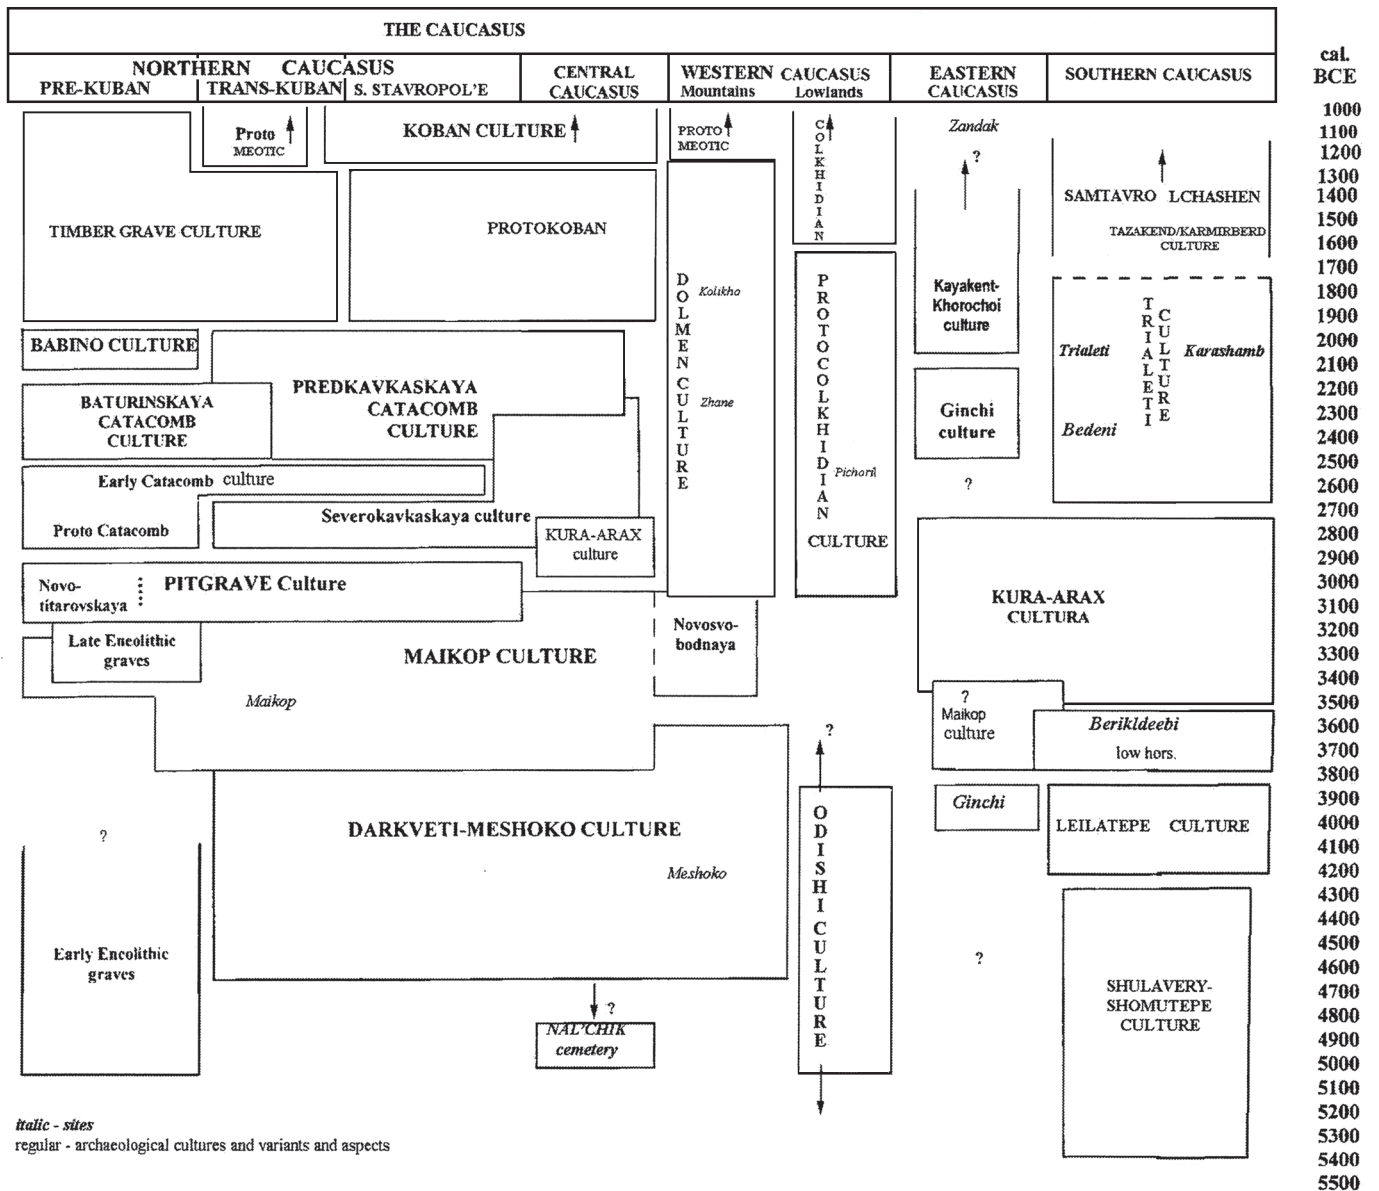 THE CAUCASUS
cal.
BCE
NORTHERN CAUCASUS
PRE-KUBAN
TRANS-KUBAN
S. STAVROPOL'E
CENTRAL
CAUCASUS
WESTERN CAUCASUS
Mountains
Lowlands
EASTERN
CAUCASUS
SOUTHERN CAUCASUS
Proto
MEOTIC
KOBAN CULTURE
PROTO
MEOTIC
COLKHIDIAN
Zandak
?
TIMBER GRAVE CULTURE
PROTOKOBAN
SAMTAVRO LCHASHEN
TAZAKEND/KARMIRBERD
CULTURE
DOLMEN CULTURE
Kolikho
Zhane
PROTOCOLKHIDIAN
Picharil
CULTURE
Kayakent-
Khorochoi
culture
TRIALETI
CULTURE
Trialeti
Karashamb
Bedeni
BABINO CULTURE
PREDKAVKASKAYA
CATACOMB
CULTURE
BATURINSKAYA
CATACOMB
CULTURE
Ginchi
culture
?
Early Catacomb culture
Proto Catacomb
Severokavkaskaya culture
KURA-ARAX
culture
Novo-
titarovskaya
PITGRAVE Culture
KURA-ARAX
CULTURA
Late Eneolithic
graves
MAIKOP CULTURE
Maikop
Novosvo-
bodnaya
?
Maikop
culture
Berikldeebi
low hors.
?
DARKVETI-MESHOKO CULTURE
Meshoko
ODISHI CULTURE
Ginchi
LEILATEPE CULTURE
?
Early Eneolithic
graves
?
SHULAVERY-
SHOMUTEPE
CULTURE
?
NAL'CHIK
cemetery
italic - sites
regular - archaeological cultures and variants and aspects
1000
1100
1200
1300
1400
1500
1600
1700
1800
1900
2000
2100
2200
2300
2400
2500
2600
2700
2800
2900
3000
3100
3200
3300
3400
3500
3600
3700
3800
3900
4000
4100
4200
4300
4400
4500
4600
4700
4800
4900
5000
5100
5200
5300
5400
5500